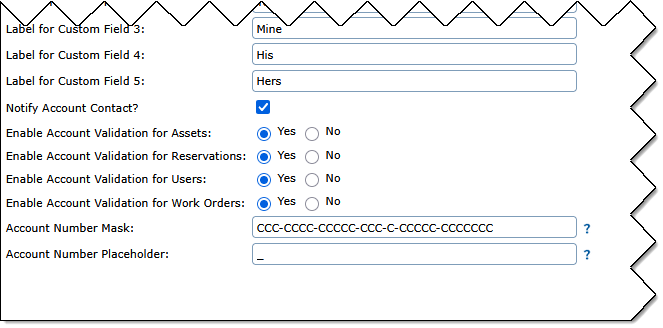 Label for Custom Field 3: Mine
Label for Custom Field 4: His
Label for Custom Field 5: Hers
Notify Account Contact?
Enable Account Validation for Assets: Yes No
Enable Account Validation for Reservations: Yes No
Enable Account Validation for Users: Yes No
Enable Account Validation for Work Orders: Yes No
Account Number Mask: CCC-CCCC-CCCCC-CCC-C-CCCCC-CCCCCCC ?
Account Number Placeholder: _ ?